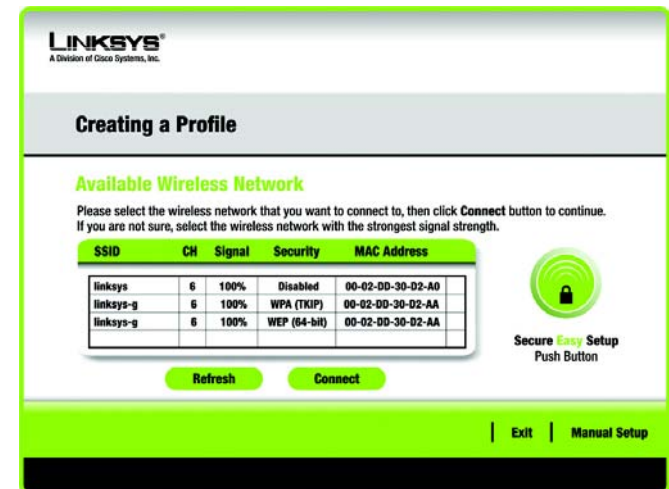 LINKSYS®
A Division of Cisco Systems, Inc.
Creating a Profile
Available Wireless Network
Please select the wireless network that you want to connect to, then click Connect button to continue.
If you are not sure, select the wireless network with the strongest signal strength.
SSID CH Signal Security MAC Address
linksys 6 100% Disabled 00-02-DD-30-D2-A0
linksys-g 6 100% WPA (TKIP) 00-02-DD-30-D2-AA
linksys-g 6 100% WEP (64-bit) 00-02-DD-30-D2-AA
Secure Easy Setup
Push Button
Refresh Connect
Exit Manual Setup